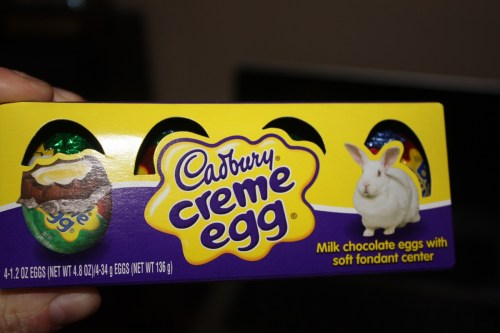 Cadbury®
creme
egg®
Milk chocolate eggs with
soft fondant center
4-1.2 OZ EGGS (NET WT 4.8 OZ)/4-34 g EGGS (NET WT 136 g)